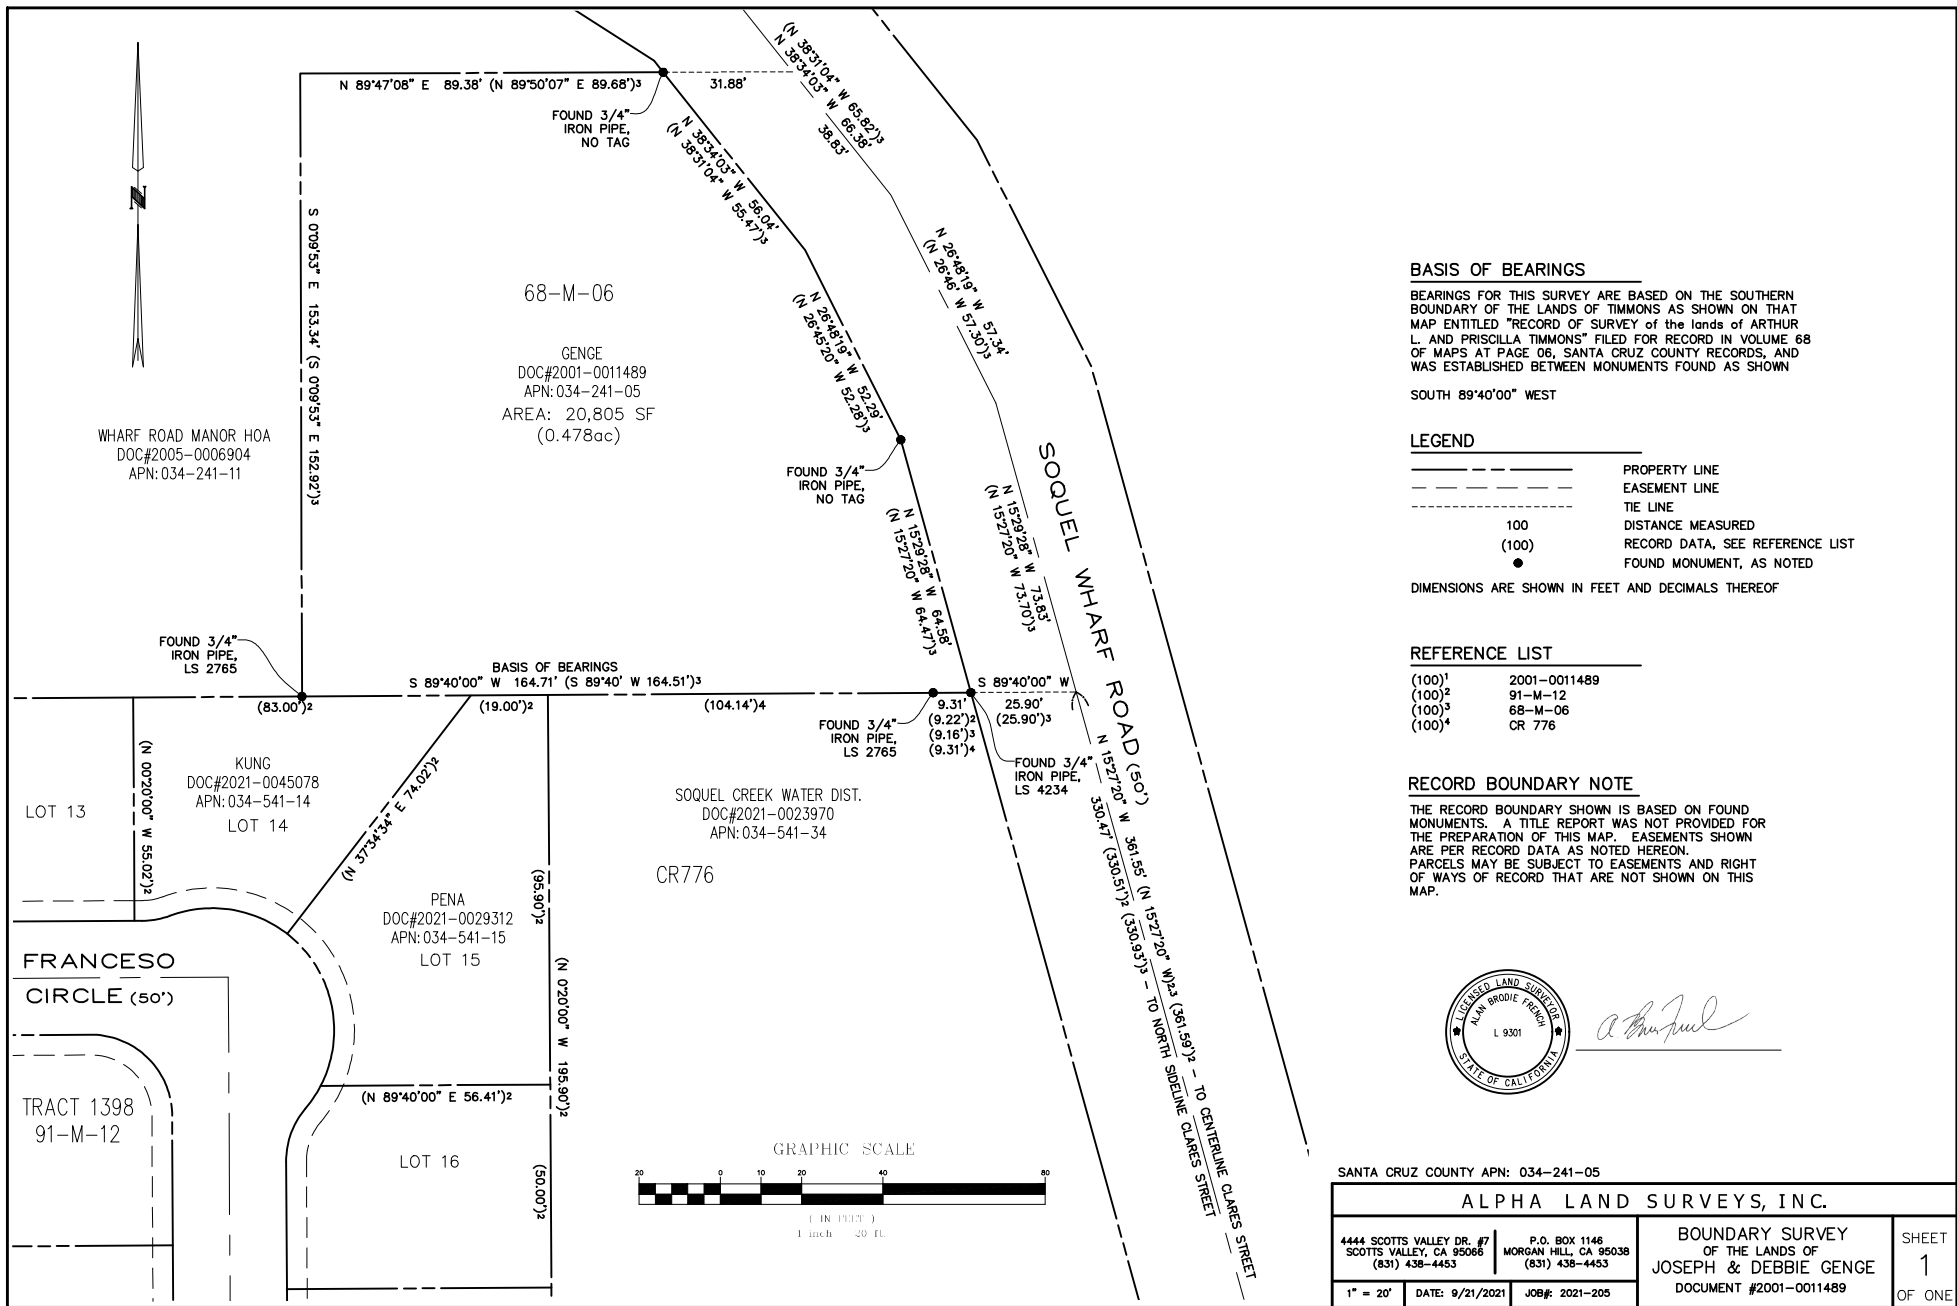 N 89°47'08" E 89.38' (N 89°50'07" E 89.68')3
31.88'
FOUND 3/4"
IRON PIPE,
NO TAG
(N 38°31'04" W 65.82')3
N 38°34'03" W 66.38'
38.83'
N 38°34'03" W 56.04'
(N 38°31'04" W 55.47')3
N
S 0°09'53" E 153.34' (S 0°09'53" E 152.92')3
68-M-06
GENGE
DOC#2001-0011489
APN: 034-241-05
AREA: 20,805 SF
(0.478ac)
N 26°48'19" W 52.29'
(N 26°45'20" W 52.28')3
N 26°48'19" W 57.34'
(N 26°46' W 57.30')3
WHARF ROAD MANOR HOA
DOC#2005-0006904
APN: 034-241-11
FOUND 3/4"
IRON PIPE,
NO TAG
N 15°29'28" W 64.58'
(N 15°27'20" W 64.47')3
N 15°29'28" W 73.83'
(N 15°27'20" W 73.70')3
SOQUEL WHARF ROAD (50')
FOUND 3/4"
IRON PIPE,
LS 2765
BASIS OF BEARINGS
S 89°40'00" W 164.71' (S 89°40' W 164.51')3
S 89°40'00" W
(83.00')2
(19.00')2
(104.14')4
9.31'
(9.22')2
(9.16')3
(9.31')4
25.90'
(25.90')3
FOUND 3/4"
IRON PIPE,
LS 2765
FOUND 3/4"
IRON PIPE,
LS 4234
LOT 13
(N 00°20'00" W 55.02')2
KUNG
DOC#2021-0045078
APN: 034-541-14
LOT 14
(N 37°34'34" E 74.02')2
SOQUEL CREEK WATER DIST.
DOC#2021-0023970
APN: 034-541-34
CR776
PENA
DOC#2021-0029312
APN: 034-541-15
LOT 15
(95.90')2
(N 0°20'00" W 195.90')2
N 15°27'20" W 361.55' (N 15°27'20" W)2,3 (361.59')2 - TO CENTERLINE CLARES STREET
330.47' (330.51')2 (330.93')3 - TO NORTH SIDELINE CLARES STREET
FRANCESO
CIRCLE (50')
(N 89°40'00" E 56.41')2
TRACT 1398
91-M-12
LOT 16
(50.00')2
GRAPHIC SCALE
20 0 10 20 40 80
( IN FEET )
1 inch 20 ft.
BASIS OF BEARINGS
BEARINGS FOR THIS SURVEY ARE BASED ON THE SOUTHERN
BOUNDARY OF THE LANDS OF TIMMONS AS SHOWN ON THAT
MAP ENTITLED "RECORD OF SURVEY of the lands of ARTHUR
L. AND PRISCILLA TIMMONS" FILED FOR RECORD IN VOLUME 68
OF MAPS AT PAGE 06, SANTA CRUZ COUNTY RECORDS, AND
WAS ESTABLISHED BETWEEN MONUMENTS FOUND AS SHOWN
SOUTH 89°40'00" WEST
LEGEND
PROPERTY LINE
EASEMENT LINE
TIE LINE
100 DISTANCE MEASURED
(100) RECORD DATA, SEE REFERENCE LIST
FOUND MONUMENT, AS NOTED
DIMENSIONS ARE SHOWN IN FEET AND DECIMALS THEREOF
REFERENCE LIST
(100)1 2001-0011489
(100)2 91-M-12
(100)3 68-M-06
(100)4 CR 776
RECORD BOUNDARY NOTE
THE RECORD BOUNDARY SHOWN IS BASED ON FOUND
MONUMENTS. A TITLE REPORT WAS NOT PROVIDED FOR
THE PREPARATION OF THIS MAP. EASEMENTS SHOWN
ARE PER RECORD DATA AS NOTED HEREON.
PARCELS MAY BE SUBJECT TO EASEMENTS AND RIGHT
OF WAYS OF RECORD THAT ARE NOT SHOWN ON THIS
MAP.
LICENSED LAND SURVEYOR
ALAN BRODIE FRENCH
L 9301
STATE OF CALIFORNIA
SANTA CRUZ COUNTY APN: 034-241-05
ALPHA LAND SURVEYS, INC.
4444 SCOTTS VALLEY DR. #7
SCOTTS VALLEY, CA 95066
(831) 438-4453
P.O. BOX 1146
MORGAN HILL, CA 95038
(831) 438-4453
1" = 20'
DATE: 9/21/2021
JOB#: 2021-205
BOUNDARY SURVEY
OF THE LANDS OF
JOSEPH & DEBBIE GENGE
DOCUMENT #2001-0011489
SHEET
1
OF ONE